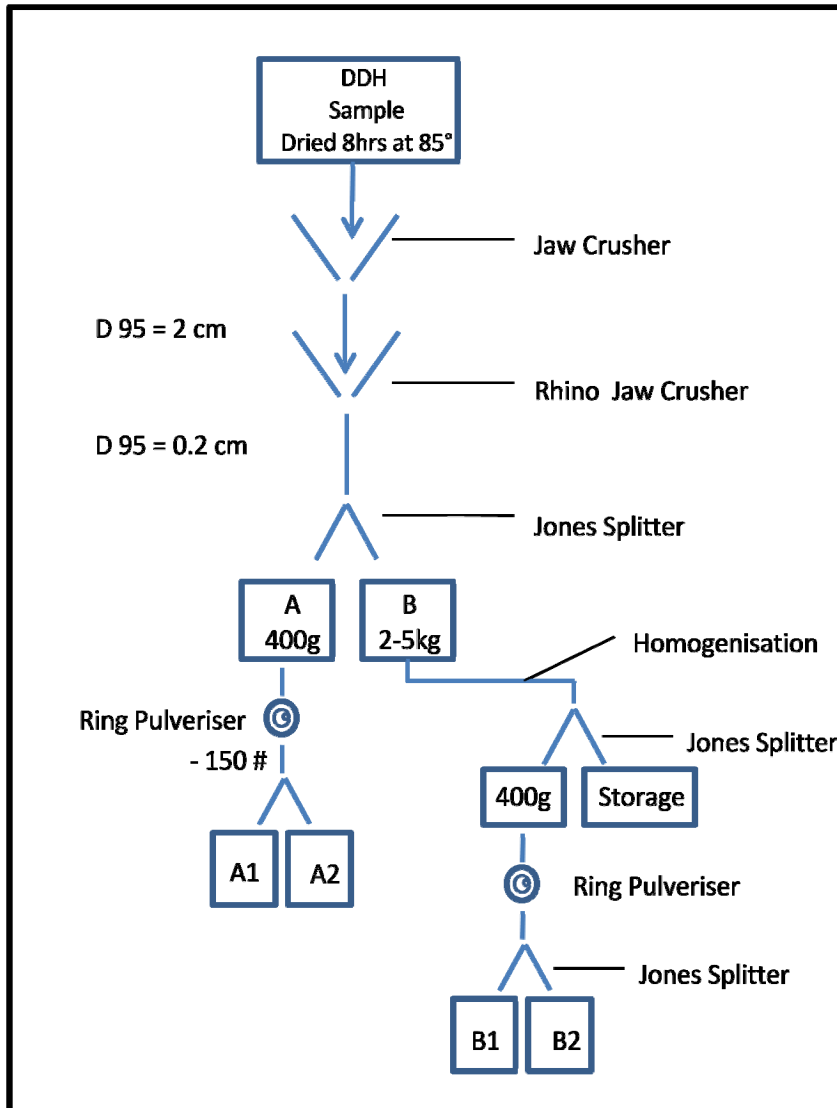 DDH
Sample
Dried 8hrs at 85°
Jaw Crusher
D 95 = 2 cm
Rhino Jaw Crusher
D 95 = 0.2 cm
Jones Splitter
A
400g
B
2-5kg
Homogenisation
Ring Pulveriser
- 150 #
Jones Splitter
400g
Storage
A1
A2
Ring Pulveriser
Jones Splitter
B1
B2